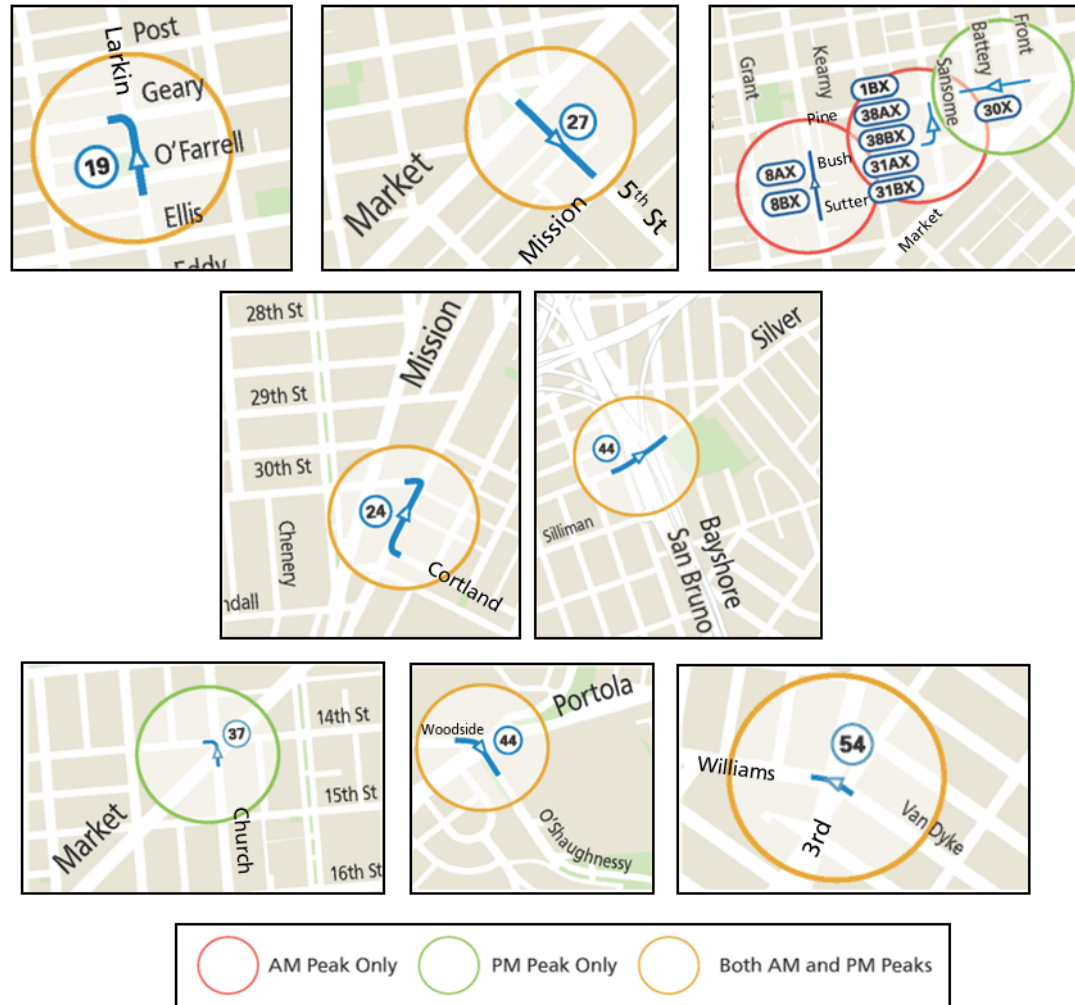 Post
Larkin
Geary
19
O'Farrell
Ellis
Eddy
27
Market
Mission
5th St
Grant
Kearny
Sansome
Battery
Front
1BX
38AX
38BX
31AX
31BX
30X
Pine
Bush
Sutter
8AX
8BX
Market
28th St
29th St
30th St
Mission
24
Chenery
Cortland
ndall
Silver
44
Silliman
San Bruno
Bayshore
37
14th St
15th St
16th St
Market
Church
Portola
Woodside
44
O'Shaughnessy
54
Williams
3rd
Van Dyke
AM Peak Only
PM Peak Only
Both AM and PM Peaks